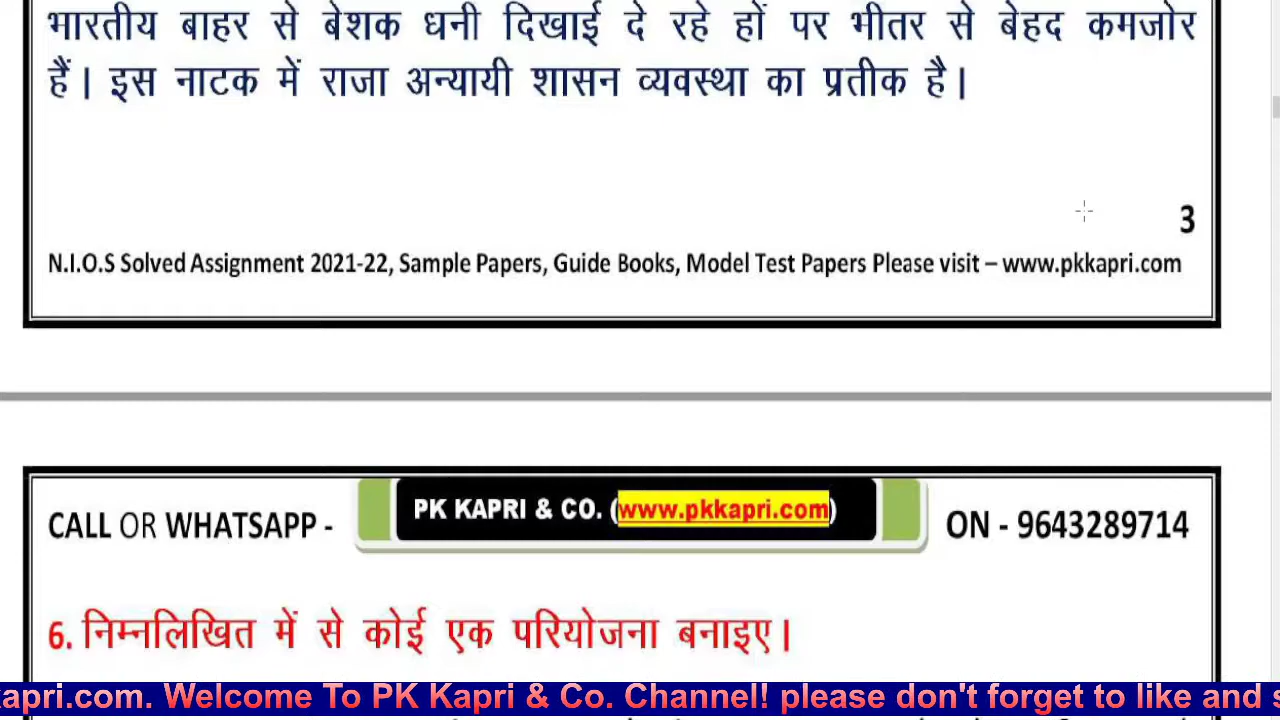 भारतीय बाहर से बेशक धनी दिखाई दे रहे हों पर भीतर से बेहद कमजोर
हैं। इस नाटक में राजा अन्यायी शासन व्यवस्था का प्रतीक है।
3
N.I.O.S Solved Assignment 2021-22, Sample Papers, Guide Books, Model Test Papers Please visit – www.pkkapri.com
CALL OR WHATSAPP - PK KAPRI & CO. (www.pkkapri.com) ON - 9643289714
6. निम्नलिखित में से कोई एक परियोजना बनाइए।
kapri.com. Welcome To PK Kapri & Co. Channel! please don't forget to like and s